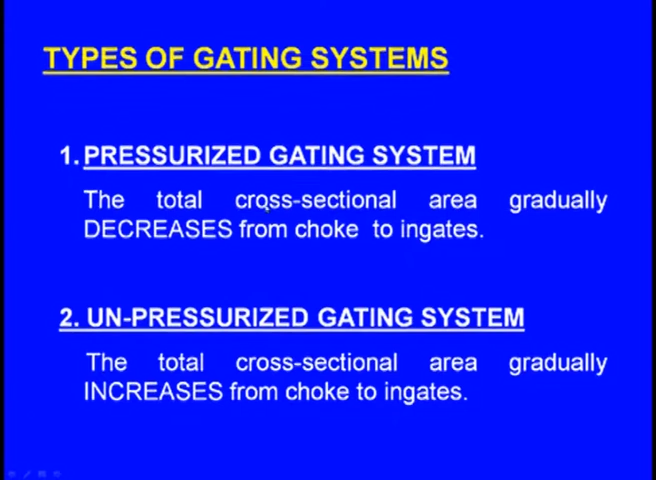 TYPES OF GATING SYSTEMS
1. PRESSURIZED GATING SYSTEM
The total cross-sectional area gradually
DECREASES from choke to ingates.
2. UN-PRESSURIZED GATING SYSTEM
The total cross-sectional area gradually
INCREASES from choke to ingates.